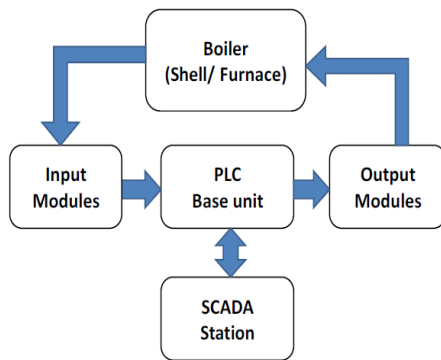 Boiler
(Shell/ Furnace)
Input
Modules
PLC
Base unit
Output
Modules
SCADA
Station